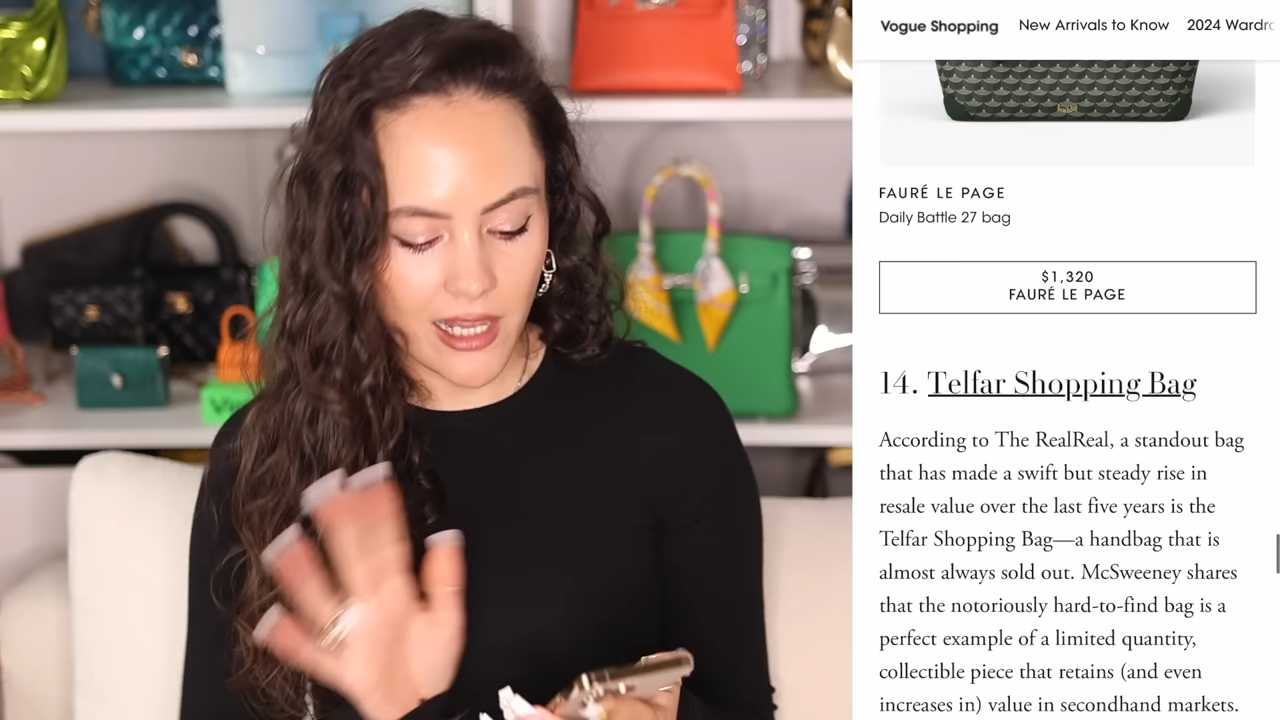 Vogue Shopping New Arrivals to Know 2024 Wardro
FAURÉ LE PAGE
Daily Battle 27 bag
$1,320
FAURÉ LE PAGE
14. Telfar Shopping Bag
According to The RealReal, a standout bag
that has made a swift but steady rise in
resale value over the last five years is the
Telfar Shopping Bag—a handbag that is
almost always sold out. McSweeney shares
that the notoriously hard-to-find bag is a
perfect example of a limited quantity,
collectible piece that retains (and even
increases in) value in secondhand markets.